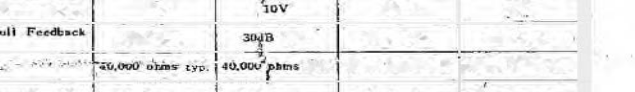 10V
ull Feedback
30dB
40,000 ohms typ. 40,000 ohms